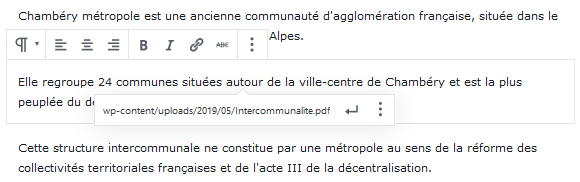 Chambéry métropole est une ancienne communauté d'agglomération française, située dans le
Alpes.
¶ B I ABC
Elle regroupe 24 communes situées autour de la ville-centre de Chambéry et est la plus
peuplée du d
wp-content/uploads/2019/05/Intercommunalite.pdf
Cette structure intercommunale ne constitue par une métropole au sens de la réforme des
collectivités territoriales françaises et de l'acte III de la décentralisation.